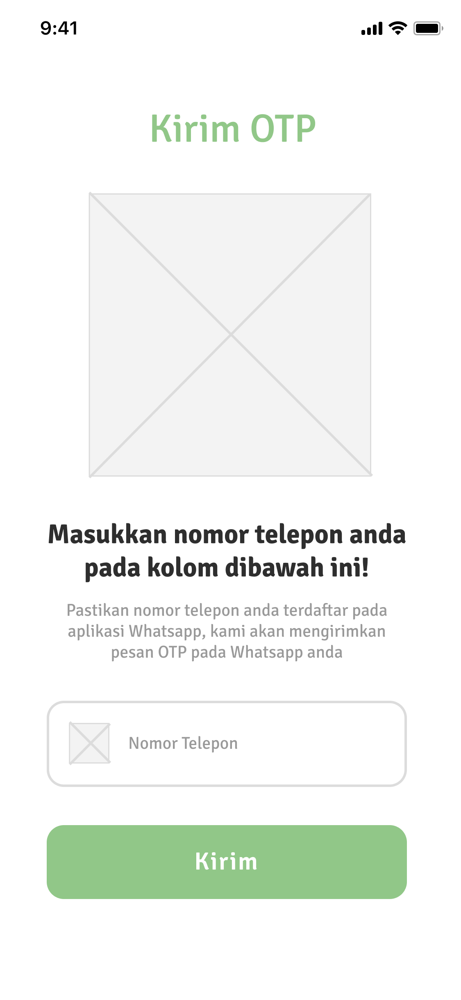 9:41
Kirim OTP
Masukkan nomor telepon anda
pada kolom dibawah ini!
Pastikan nomor telepon anda terdaftar pada
aplikasi Whatsapp, kami akan mengirimkan
pesan OTP pada Whatsapp anda
Nomor Telepon
Kirim